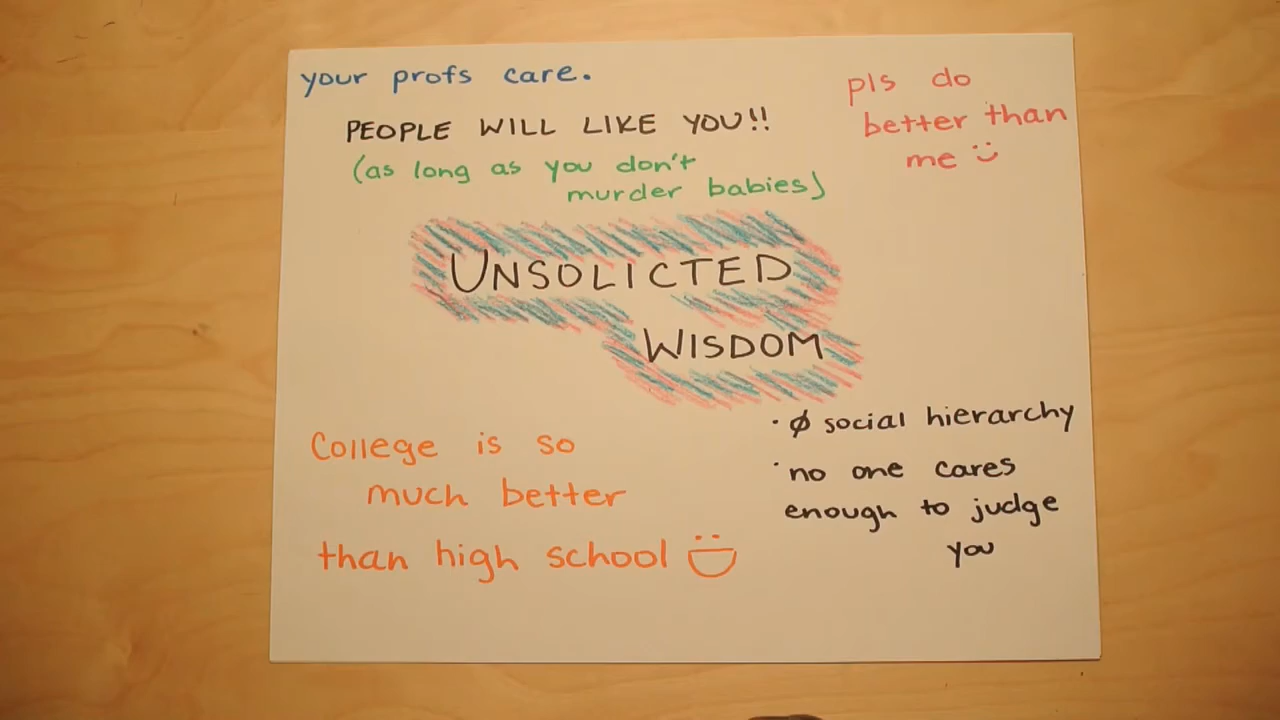 your profs care.
PEOPLE WILL LIKE YOU!!
(as long as you don't
murder babies)
pls do
better than
me
UNSOLICTED
WISDOM
College is so
much better
than high school
· ∅ social hierarchy
· no one cares
enough to judge
you